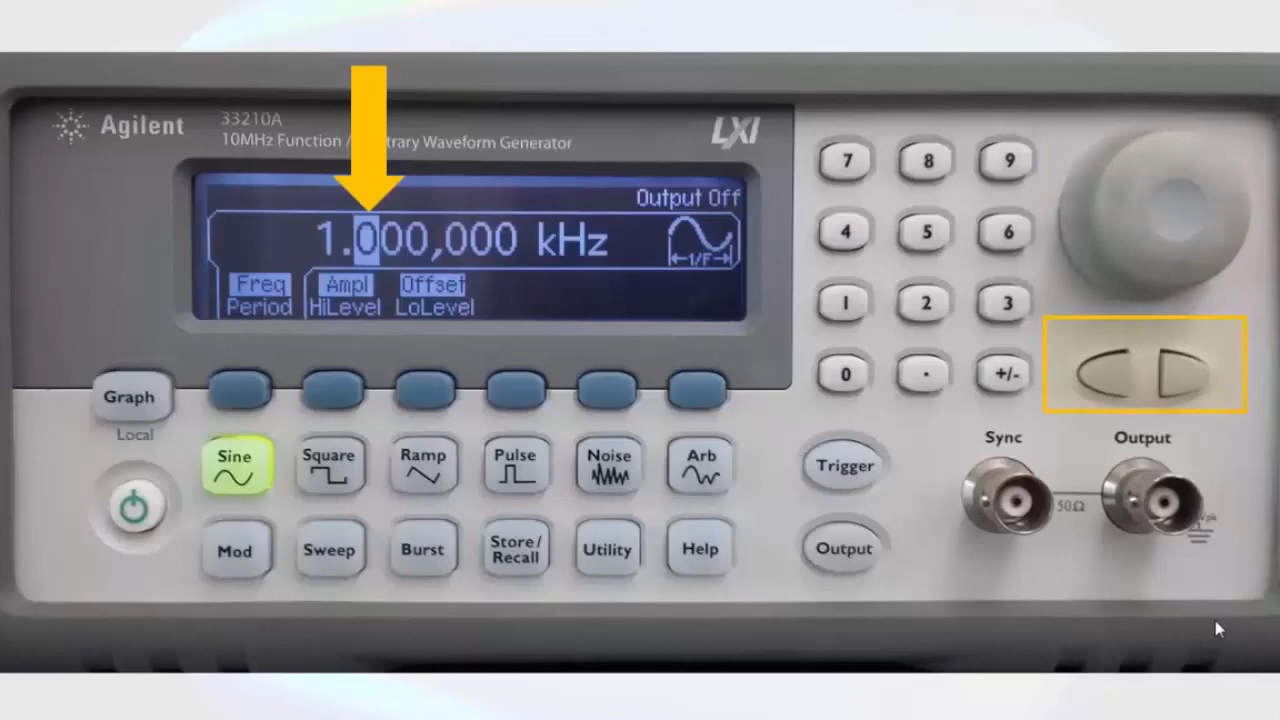 Agilent
33210A
10MHz Function / trary Waveform Generator
LXI
Output Off
1.000,000 kHz
1/F
Freq Ampl Offset
Period HiLevel LoLevel
7 8 9
4 5 6
1 2 3
0 . +/-
Graph
Local
Sine Square Ramp Pulse Noise Arb
Mod Sweep Burst Store/
Recall Utility Help
Trigger
Output
Sync Output
50Ω